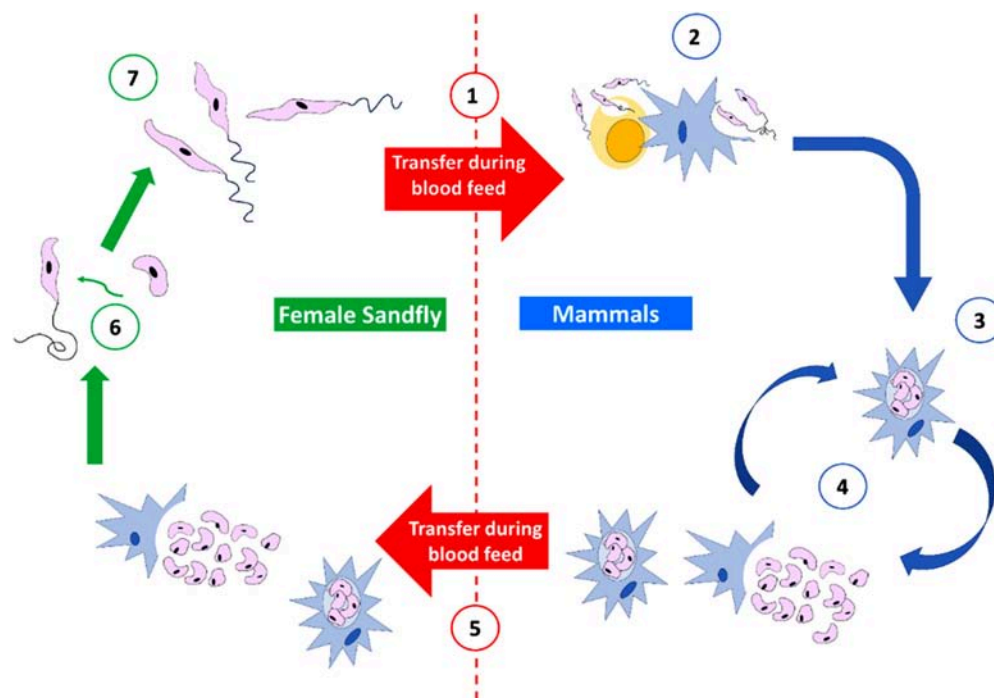 7
1
2
Transfer during
blood feed
6
Female Sandfly
Mammals
3
4
Transfer during
blood feed
5